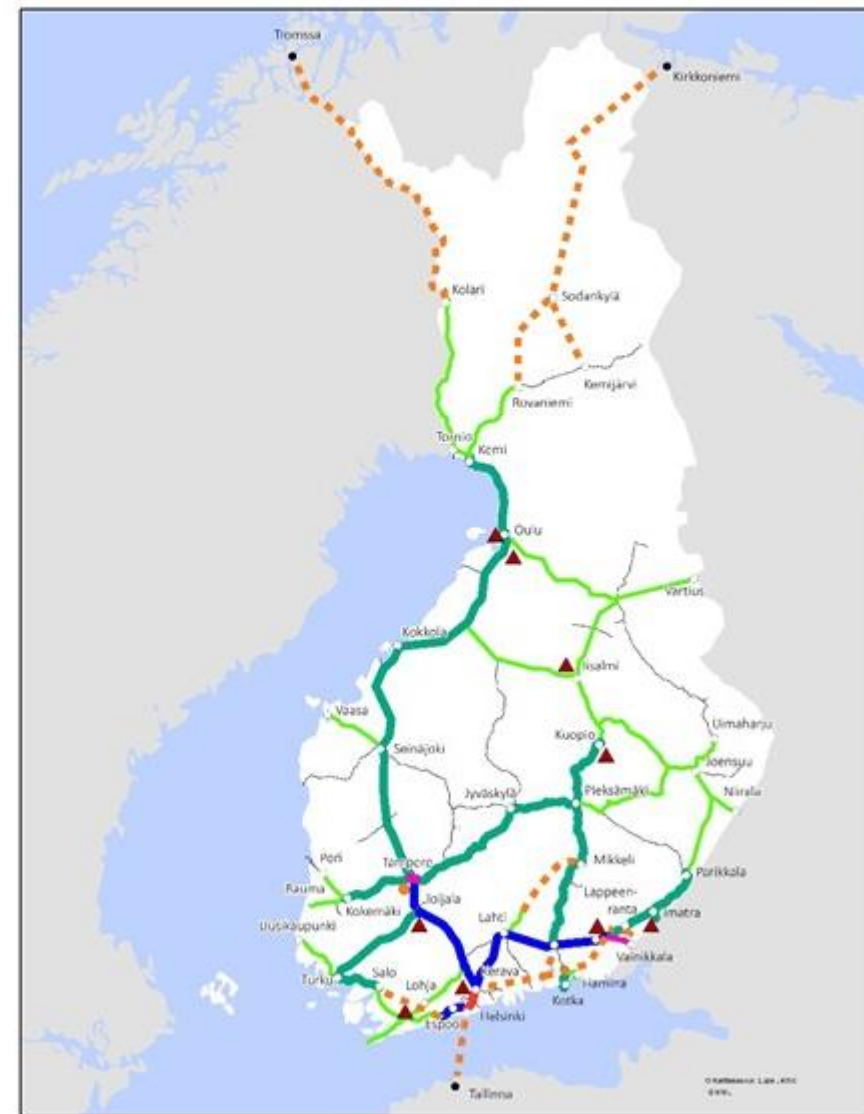 Tromssa
Kirkkoniemi
Kolari
Sodankylä
Kemijärvi
Rovaniemi
Tornio
Kemi
Oulu
Vartius
Kokkola
Iisalmi
Vaasa
Uimaharju
Kuopio
Seinäjoki
Joensuu
Niirala
Jyväskylä
Pieksämäki
Pori
Tampere
Mikkeli
Parikkala
Rauma
Lappeen-
ranta
Toijala
Imatra
Kokemäki
Lahti
Uusikaupunki
Vainikkala
Salo
Kerava
Turku
Lohja
Hamina
Kotka
Espoo
Helsinki
Tallinna